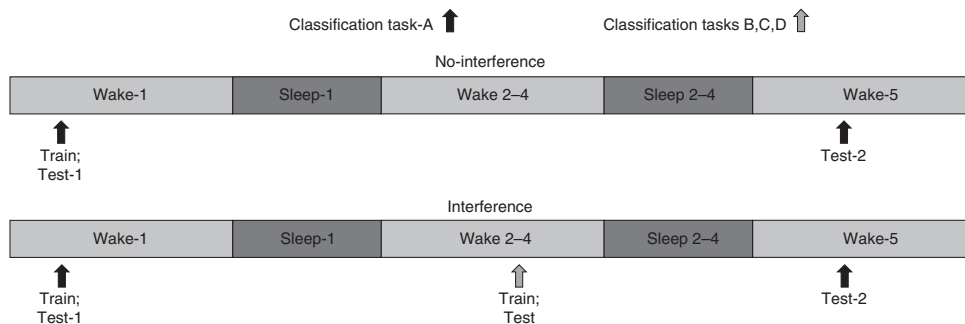 Classification task-A
Classification tasks B,C,D
No-interference
Wake-1
Sleep-1
Wake 2–4
Sleep 2–4
Wake-5
Train;
Test-1
Test-2
Interference
Wake-1
Sleep-1
Wake 2–4
Sleep 2–4
Wake-5
Train;
Test-1
Train;
Test
Test-2